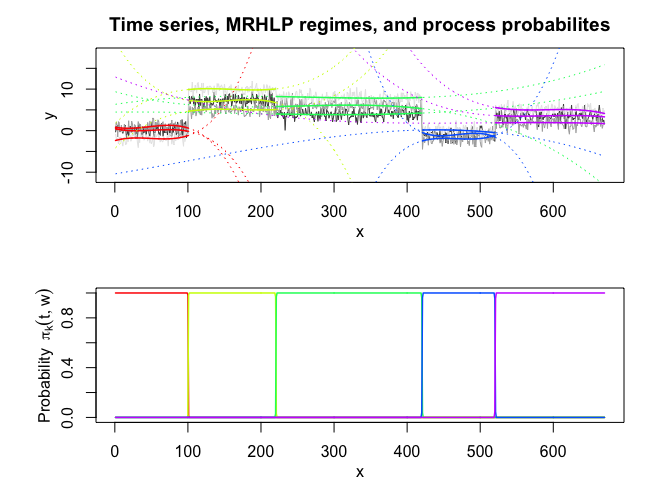 Time series, MRHLP regimes, and process probabilites
y
-10 0 10
0 100 200 300 400 500 600
x
Probability πk(t, w)
0.0 0.4 0.8
0 100 200 300 400 500 600
x